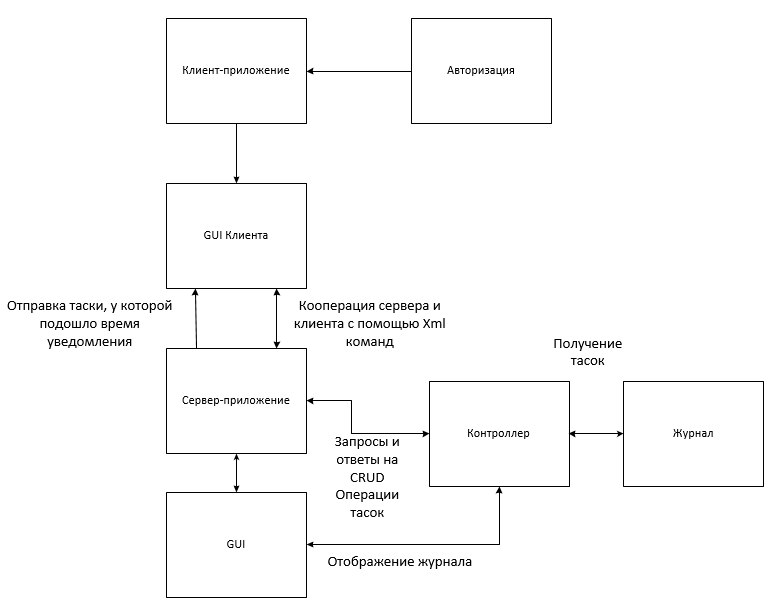 Клиент-приложение
Авторизация
GUI Клиента
Отправка таски, у которой
подошло время
уведомления
Кооперация сервера и
клиента с помощью Xml
команд
Получение
тасок
Сервер-приложение
Контроллер
Журнал
Запросы и
ответы на
CRUD
Операции
тасок
GUI
Отображение журнала